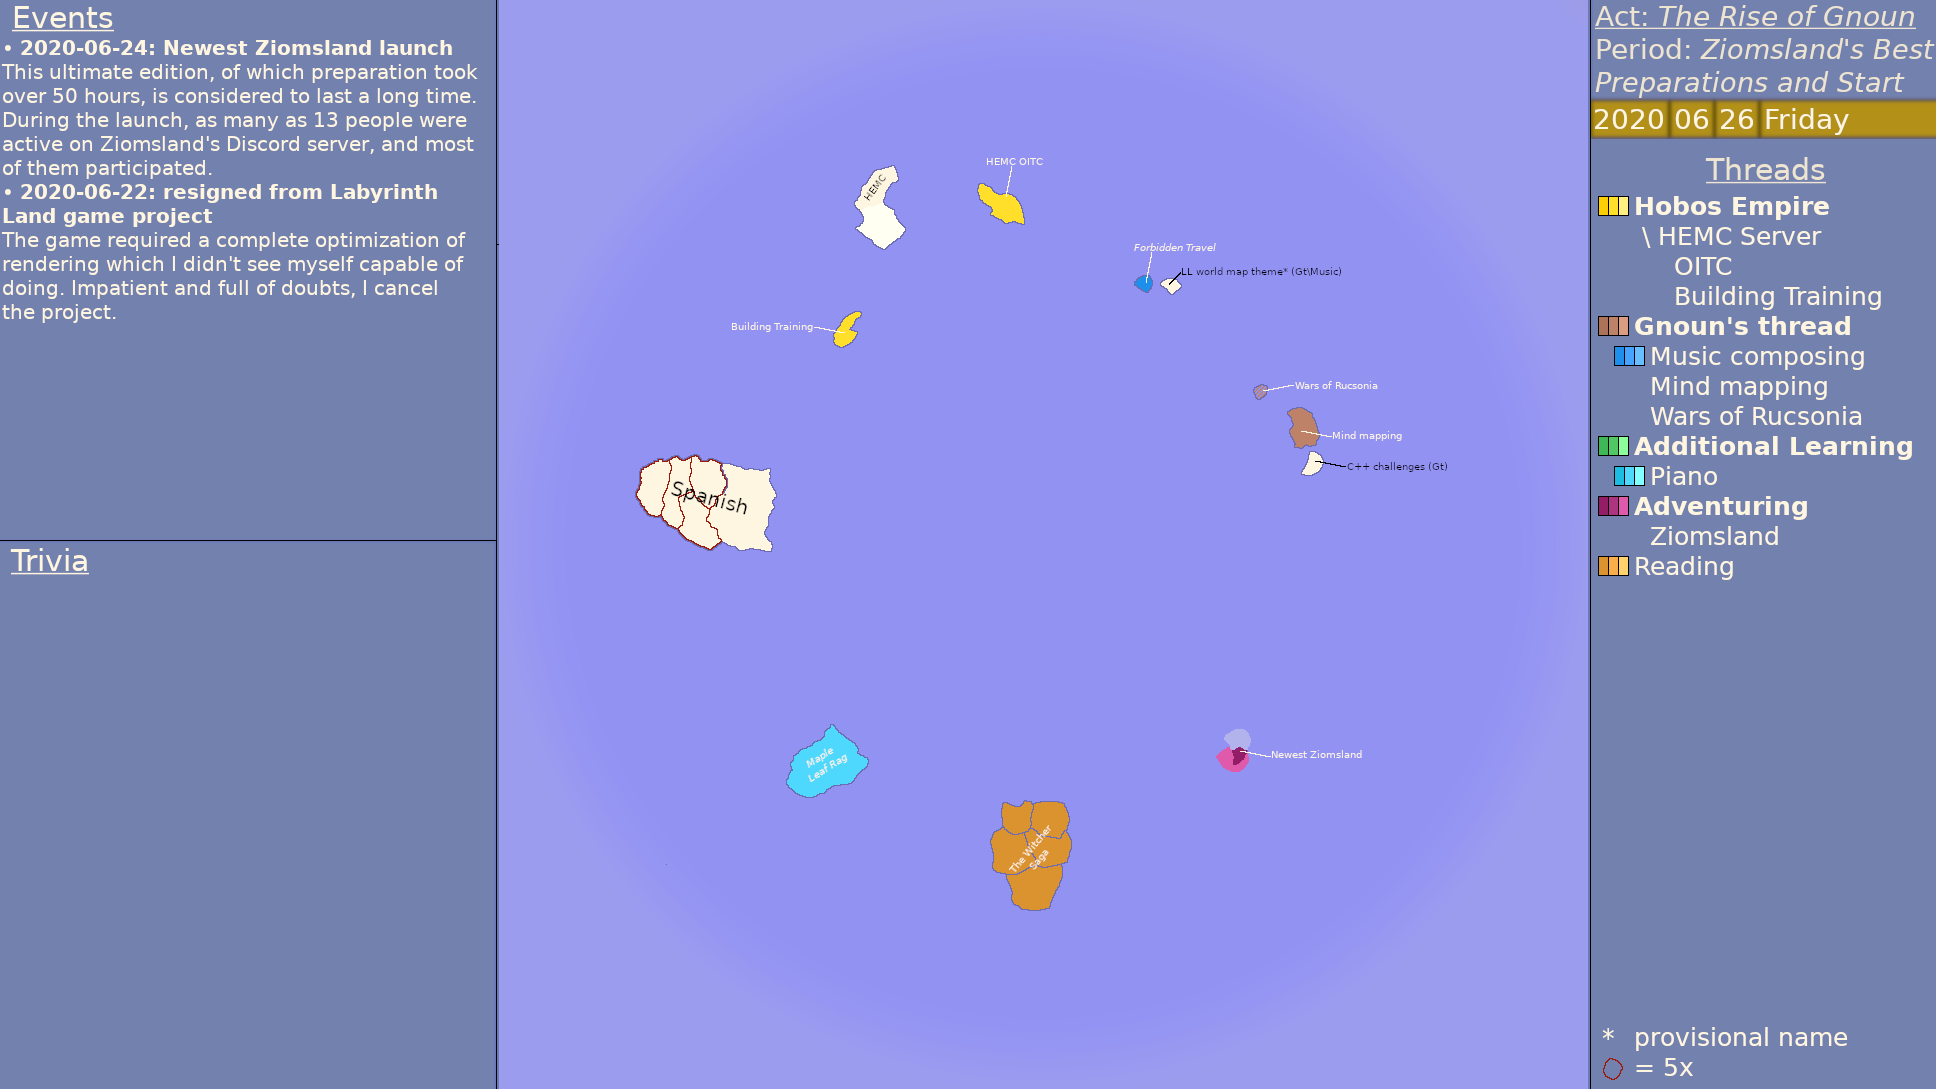 Events
• 2020-06-24: Newest Ziomsland launch
This ultimate edition, of which preparation took
over 50 hours, is considered to last a long time.
During the launch, as many as 13 people were
active on Ziomsland's Discord server, and most
of them participated.
• 2020-06-22: resigned from Labyrinth
Land game project
The game required a complete optimization of
rendering which I didn't see myself capable of
doing. Impatient and full of doubts, I cancel
the project.
Trivia
HEMC
HEMC OITC
Forbidden Travel
LL world map theme* (Gt\Music)
Building Training
Wars of Rucsonia
Mind mapping
C++ challenges (Gt)
Spanish
Maple
Leaf Rag
Newest Ziomsland
The Witcher
Saga
Act: The Rise of Gnoun
Period: Ziomsland's Best
Preparations and Start
2020 06 26 Friday
Threads
Hobos Empire
\ HEMC Server
OITC
Building Training
Gnoun's thread
Music composing
Mind mapping
Wars of Rucsonia
Additional Learning
Piano
Adventuring
Ziomsland
Reading
* provisional name
= 5x